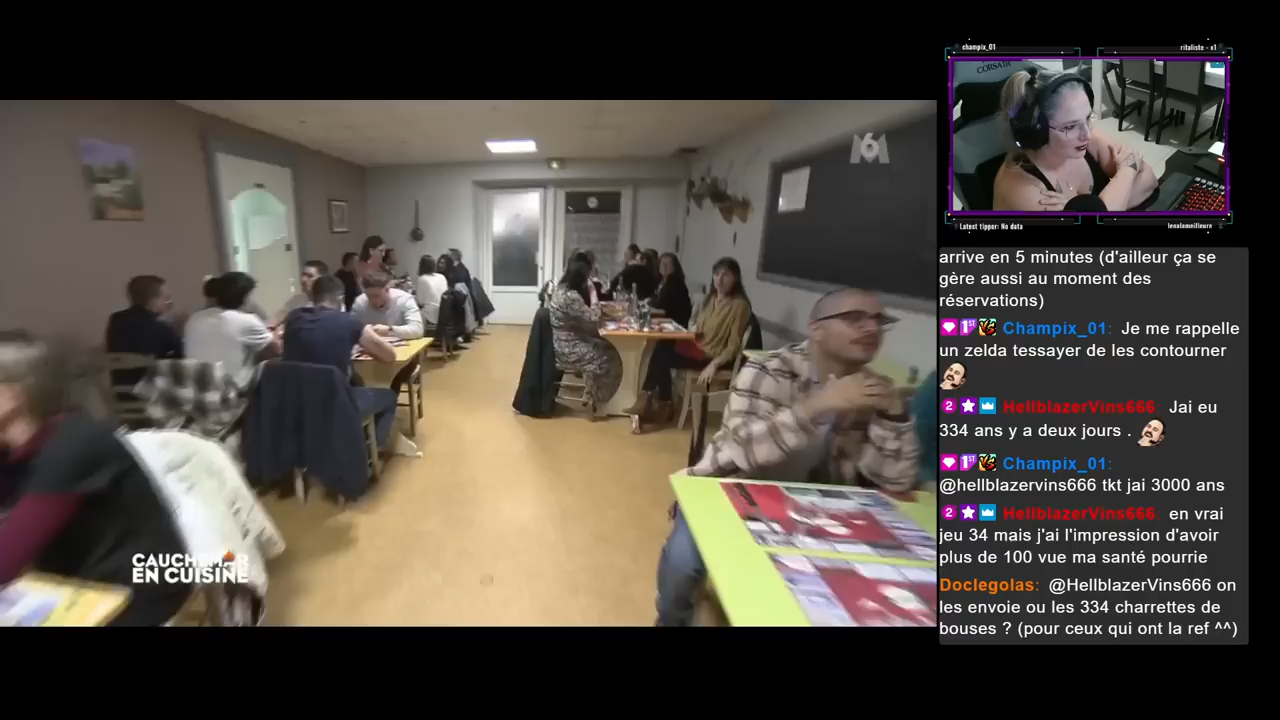 champix_01
ritaliste - x1
CORSAIR
M6
Latest tipper: No data
lenalameilleure
arrive en 5 minutes (d'ailleur ça se
gère aussi au moment des
réservations)
Champix_01: Je me rappelle
un zelda tessayer de les contourner
HellblazerVins666: Jai eu
334 ans y a deux jours .
Champix_01:
@hellblazervins666 tkt jai 3000 ans
HellblazerVins666: en vrai
jeu 34 mais j'ai l'impression d'avoir
plus de 100 vue ma santé pourrie
Doclegolas: @HellblazerVins666 on
les envoie ou les 334 charrettes de
bouses ? (pour ceux qui ont la ref ^^)
CAUCHEMAR
EN CUISINE